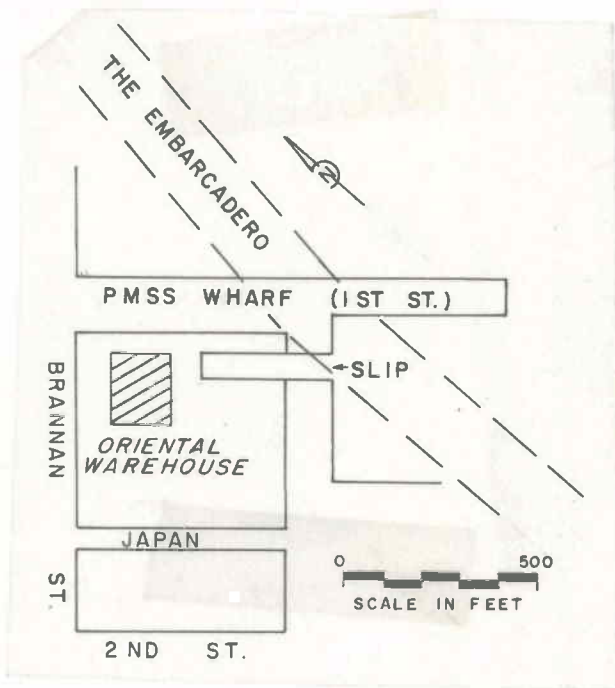 THE EMBARCADERO
N
PMSS WHARF (1ST ST.)
SLIP
BRANNAN ST.
ORIENTAL
WAREHOUSE
JAPAN
0 500
SCALE IN FEET
2ND ST.